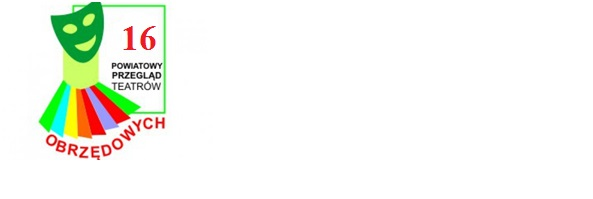 16
POWIATOWY
PRZEGLĄD
TEATRÓW
OBRZĘDOWYCH